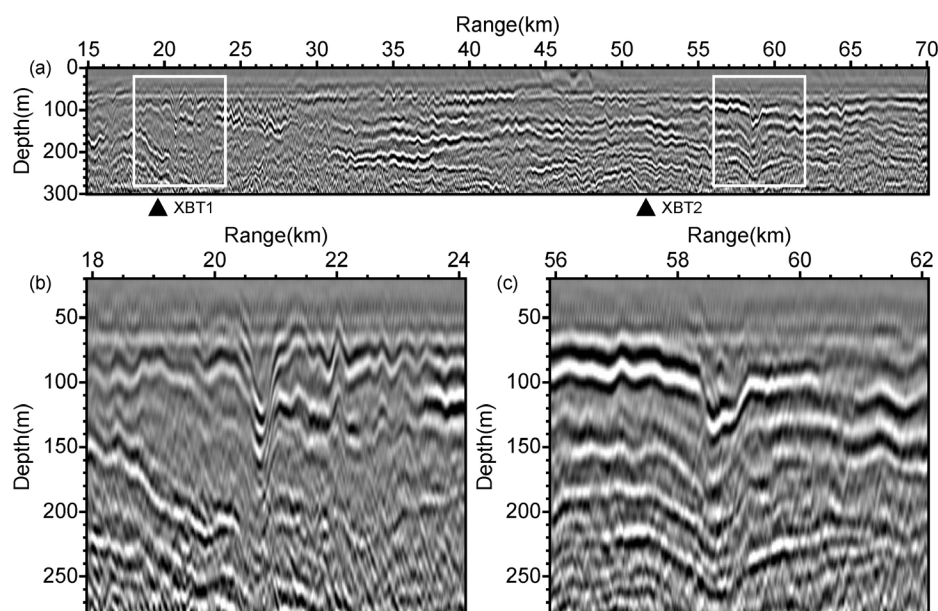 Range(km)
15 20 25 30 35 40 45 50 55 60 65 70
(a)
Depth(m)
0
100
200
300
XBT1 XBT2
Range(km) Range(km)
18 20 22 24 56 58 60 62
(b) (c)
Depth(m) Depth(m)
50 50
100 100
150 150
200 200
250 250